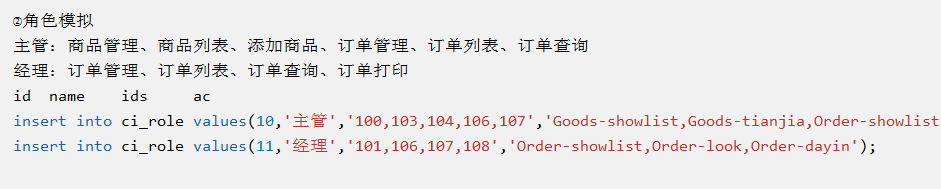 ②角色模拟
主管：商品管理、商品列表、添加商品、订单管理、订单列表、订单查询
经理：订单管理、订单列表、订单查询、订单打印
id  name    ids     ac
insert into ci_role values(10,'主管','100,103,104,106,107','Goods-showlist,Goods-tianjia,Order-showlist
insert into ci_role values(11,'经理','101,106,107,108','Order-showlist,Order-look,Order-dayin');